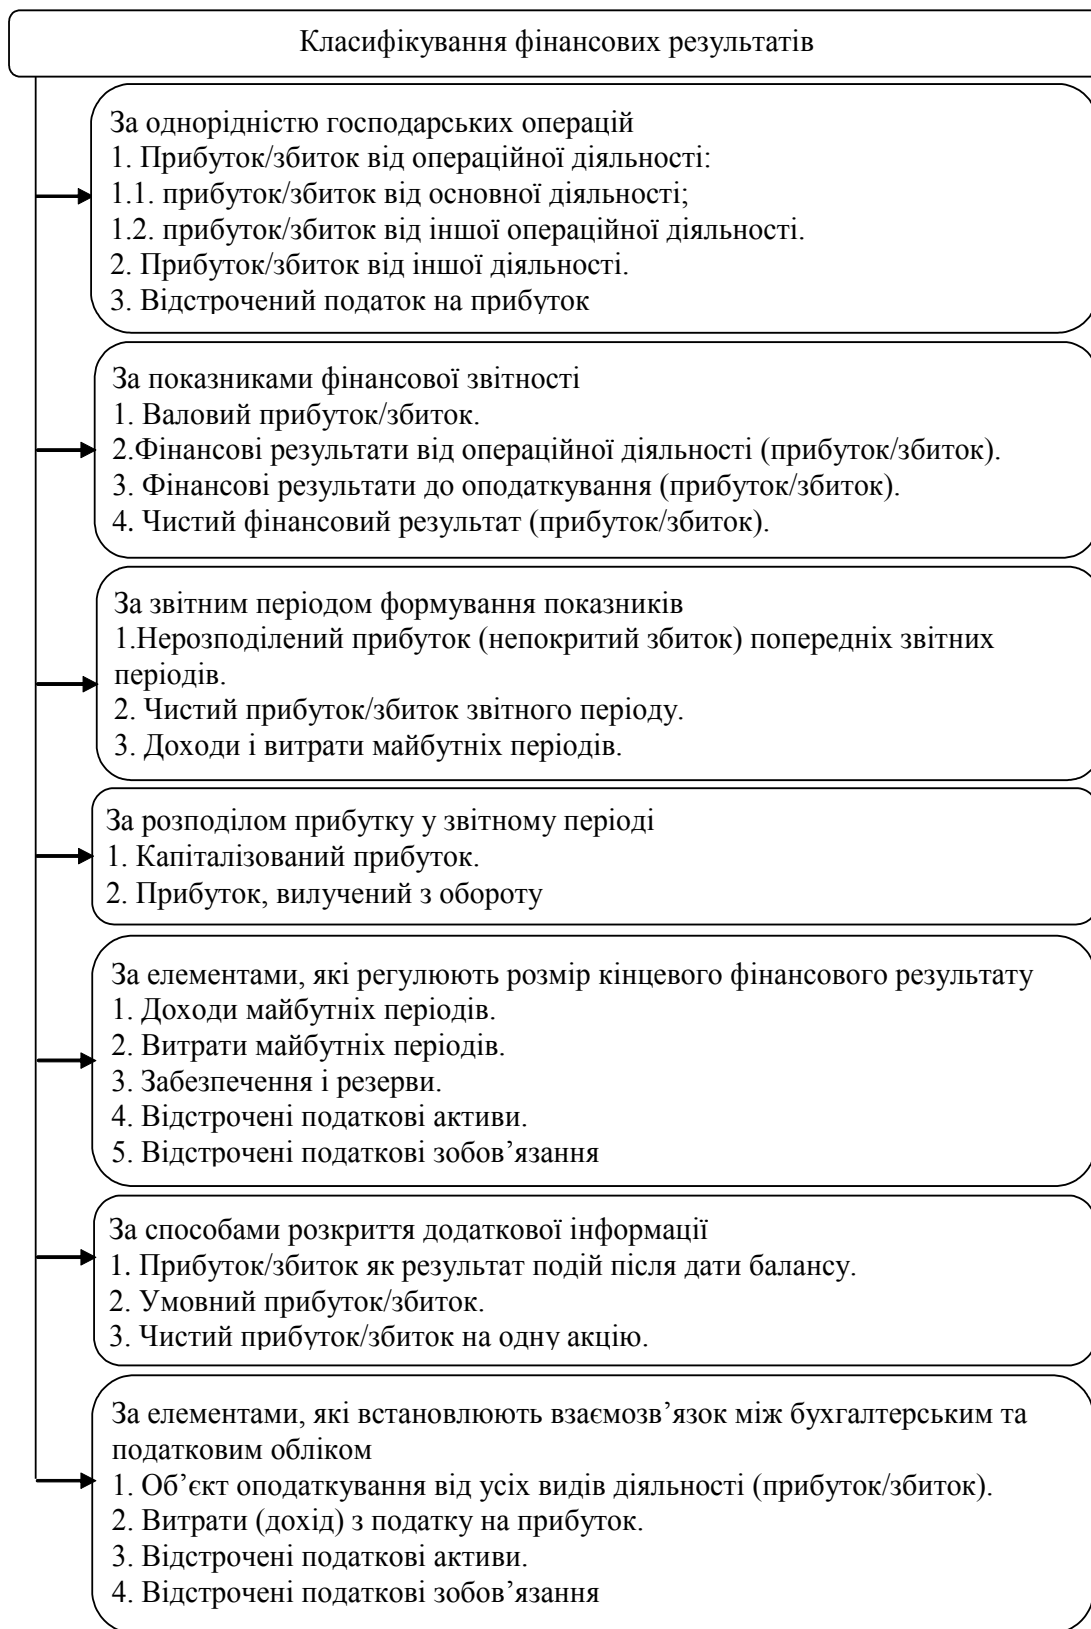 Класифікування фінансових результатів
За однорідністю господарських операцій
1. Прибуток/збиток від операційної діяльності:
1.1. прибуток/збиток від основної діяльності;
1.2. прибуток/збиток від іншої операційної діяльності.
2. Прибуток/збиток від іншої діяльності.
3. Відстрочений податок на прибуток
За показниками фінансової звітності
1. Валовий прибуток/збиток.
2.Фінансові результати від операційної діяльності (прибуток/збиток).
3. Фінансові результати до оподаткування (прибуток/збиток).
4. Чистий фінансовий результат (прибуток/збиток).
За звітним періодом формування показників
1.Нерозподілений прибуток (непокритий збиток) попередніх звітних
періодів.
2. Чистий прибуток/збиток звітного періоду.
3. Доходи і витрати майбутніх періодів.
За розподілом прибутку у звітному періоді
1. Капіталізований прибуток.
2. Прибуток, вилучений з обороту
За елементами, які регулюють розмір кінцевого фінансового результату
1. Доходи майбутніх періодів.
2. Витрати майбутніх періодів.
3. Забезпечення і резерви.
4. Відстрочені податкові активи.
5. Відстрочені податкові зобов’язання
За способами розкриття додаткової інформації
1. Прибуток/збиток як результат подій після дати балансу.
2. Умовний прибуток/збиток.
3. Чистий прибуток/збиток на одну акцію.
За елементами, які встановлюють взаємозв’язок між бухгалтерським та
податковим обліком
1. Об’єкт оподаткування від усіх видів діяльності (прибуток/збиток).
2. Витрати (дохід) з податку на прибуток.
3. Відстрочені податкові активи.
4. Відстрочені податкові зобов’язання